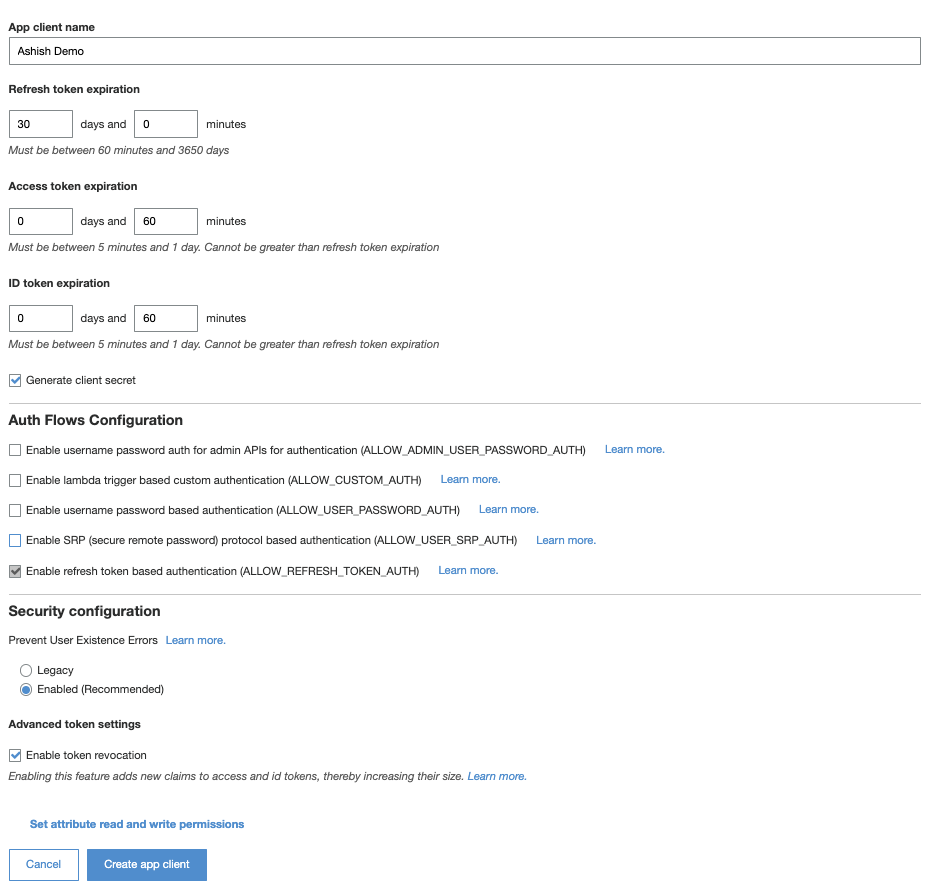 App client name
Ashish Demo
Refresh token expiration
30 days and 0 minutes
Must be between 60 minutes and 3650 days
Access token expiration
0 days and 60 minutes
Must be between 5 minutes and 1 day. Cannot be greater than refresh token expiration
ID token expiration
0 days and 60 minutes
Must be between 5 minutes and 1 day. Cannot be greater than refresh token expiration
Generate client secret
Auth Flows Configuration
Enable username password auth for admin APIs for authentication (ALLOW_ADMIN_USER_PASSWORD_AUTH) Learn more.
Enable lambda trigger based custom authentication (ALLOW_CUSTOM_AUTH) Learn more.
Enable username password based authentication (ALLOW_USER_PASSWORD_AUTH) Learn more.
Enable SRP (secure remote password) protocol based authentication (ALLOW_USER_SRP_AUTH) Learn more.
Enable refresh token based authentication (ALLOW_REFRESH_TOKEN_AUTH) Learn more.
Security configuration
Prevent User Existence Errors Learn more.
Legacy
Enabled (Recommended)
Advanced token settings
Enable token revocation
Enabling this feature adds new claims to access and id tokens, thereby increasing their size. Learn more.
Set attribute read and write permissions
Cancel Create app client